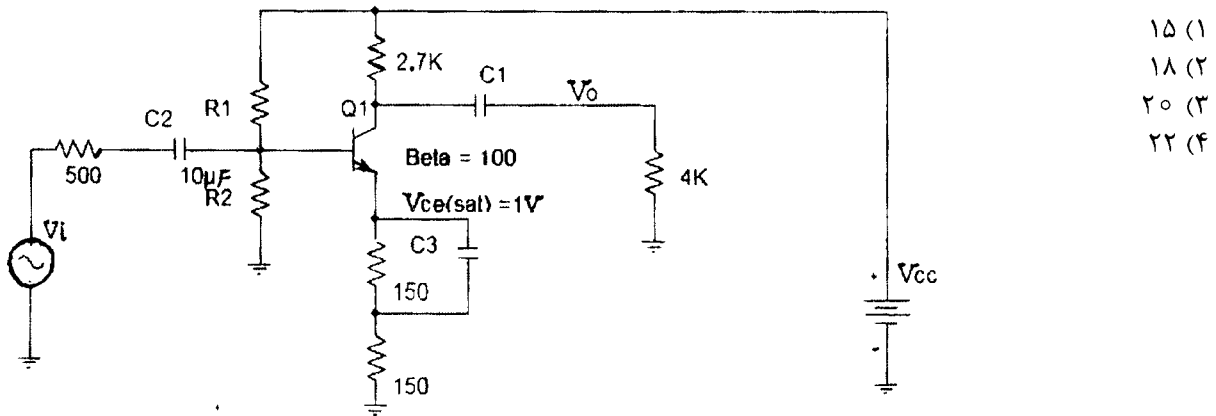 2.7K
C1
Vo
R1
Q1
C2
Beta = 100
500
10µF
R2
4K
Vce(sat) =1V
Vi
C3
Vcc
150
150
۱) ۱۵
۲) ۱۸
۳) ۲۰
۴) ۲۲